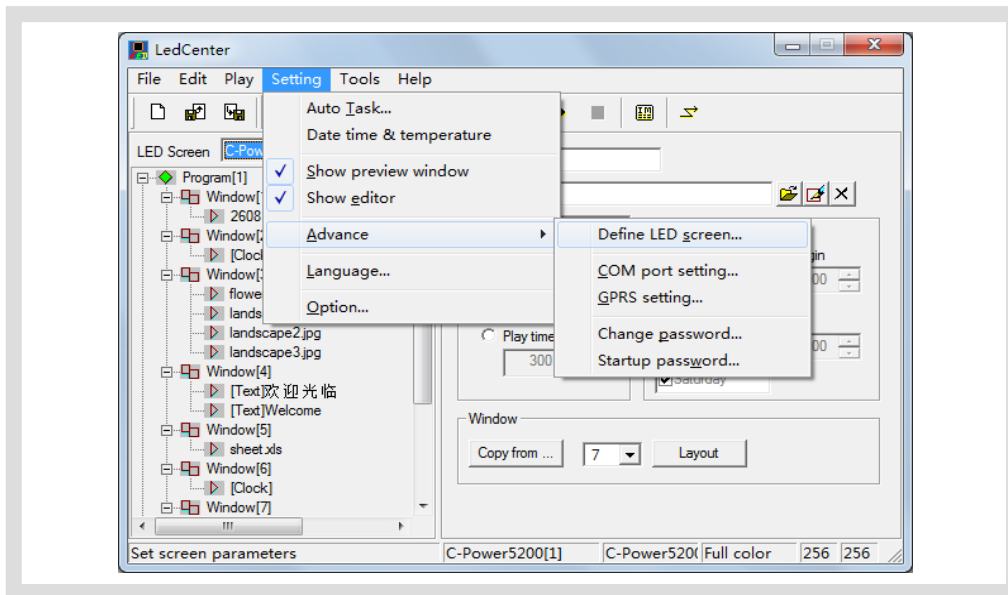 LedCenter
File Edit Play Setting Tools Help
Auto Task...
Date time & temperature
Show preview window
Show editor
Advance
Language...
Option...
Define LED screen...
COM port setting...
GPRS setting...
Change password...
Startup password...
LED Screen C-Pow
Program[1]
Window[1
2608
Window[2
[Cloc
Window[3
flowe
lands
landscape2.jpg
landscape3.jpg
Window[4]
[Text]欢迎光临
[Text]Welcome
Window[5]
sheet.xls
Window[6]
[Clock]
Window[7]
gin
00
Play time
300
00
Saturday
Window
Copy from ... 7 Layout
Set screen parameters C-Power5200[1] C-Power520( Full color 256 256